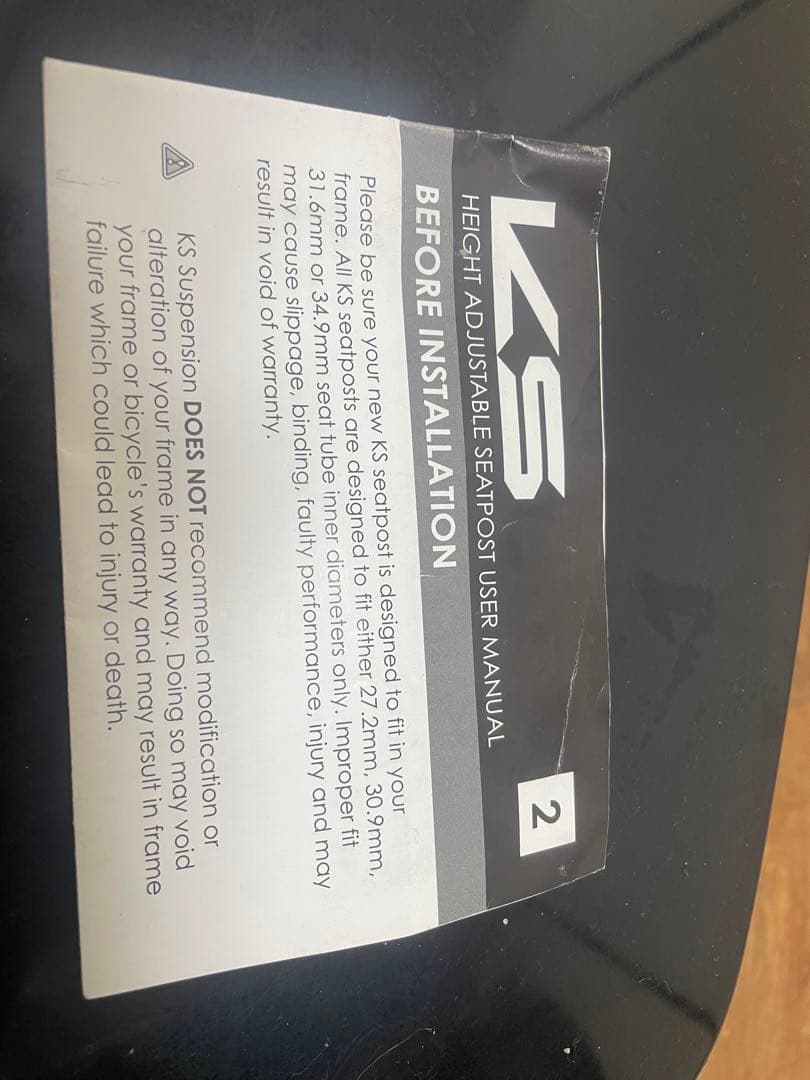 KS
HEIGHT ADJUSTABLE SEATPOST USER MANUAL
2
BEFORE INSTALLATION
Please be sure your new KS seatpost is designed to fit in your
frame. All KS seatposts are designed to fit either 27.2mm, 30.9mm,
31.6mm or 34.9mm seat tube inner diameters only. Improper fit
may cause slippage, binding, faulty performance, injury and may
result in void of warranty.
KS Suspension DOES NOT recommend modification or
alteration of your frame in any way. Doing so may void
your frame or bicycle's warranty and may result in frame
failure which could lead to injury or death.